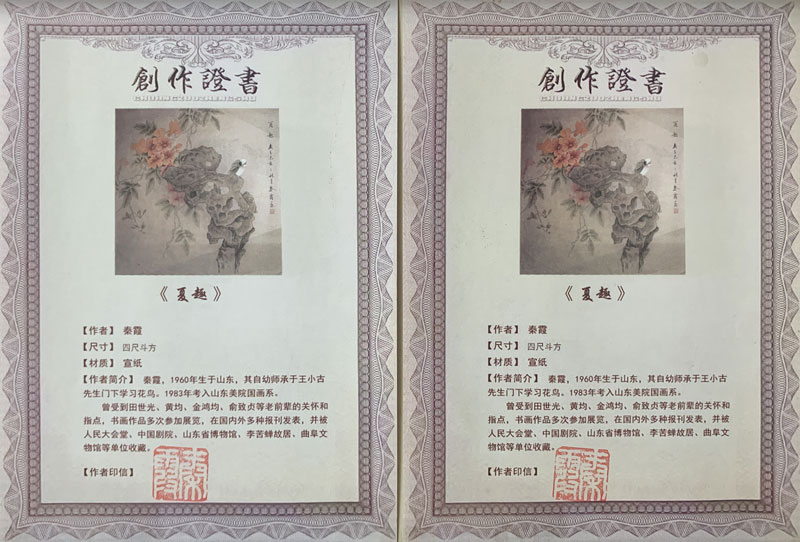 創作證書
CHUANGZUOZHENGSHU
《夏趣》
【作者】 秦霞
【尺寸】 四尺斗方
【材质】 宣纸
【作者简介】 秦霞，1960年生于山东，其自幼师承于王小古
先生门下学习花鸟。1983年考入山东美院国画系。
曾受到田世光、黄均、金鸿均、俞致贞等老前辈的关怀和
指点，书画作品多次参加展览，在国内外多种报刊发表，并被
人民大会堂、中国剧院、山东省博物馆、李苦蝉故居、曲阜文
物馆等单位收藏。
【作者印信】
創作證書
CHUANGZUOZHENGSHU
《夏趣》
【作者】 秦霞
【尺寸】 四尺斗方
【材质】 宣纸
【作者简介】 秦霞，1960年生于山东，其自幼师承于王小古
先生门下学习花鸟。1983年考入山东美院国画系。
曾受到田世光、黄均、金鸿均、俞致贞等老前辈的关怀和
指点，书画作品多次参加展览，在国内外多种报刊发表，并被
人民大会堂、中国剧院、山东省博物馆、李苦蝉故居、曲阜文
物馆等单位收藏。
【作者印信】